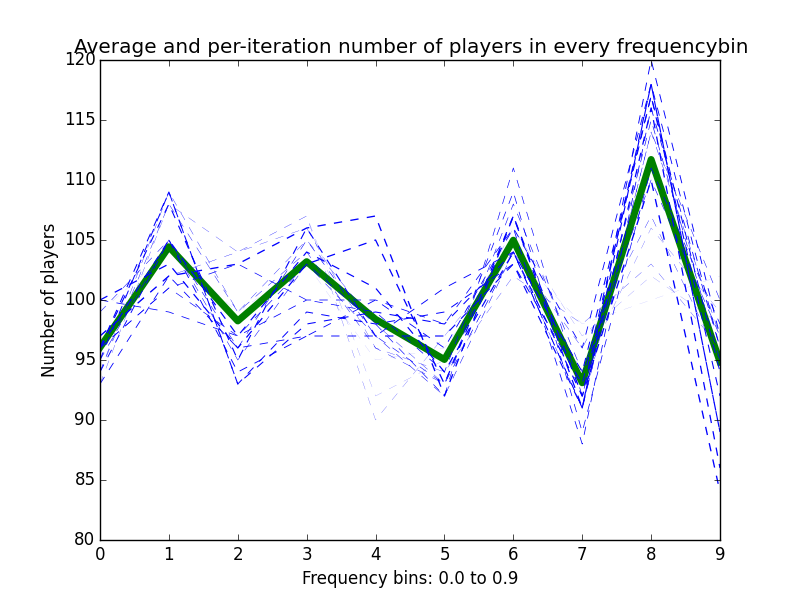 Average and per-iteration number of players in every frequencybin
120
115
110
105
100
95
90
85
80
Number of players
0 1 2 3 4 5 6 7 8 9
Frequency bins: 0.0 to 0.9